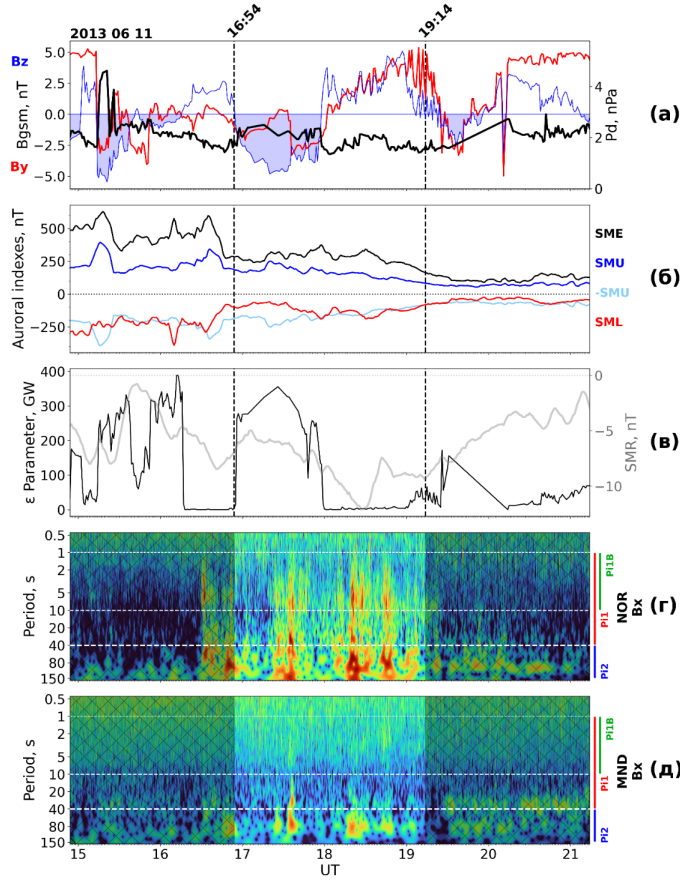 2013 06 11
16:54
19:14
Bz
By
Bgsm, nT
5.0
2.5
0.0
−2.5
−5.0
4
2
0
Pd, nPa
(а)
Auroral indexes, nT
500
250
0
−250
SME
SMU
-SMU
SML
(б)
ε Parameter, GW
400
300
200
100
0
0
−5
−10
SMR, nT
(в)
Period, s
0.5
1
2
5
10
20
40
80
150
Pi1B
Pi1
Pi2
NOR
Bx
(г)
Period, s
0.5
1
2
5
10
20
40
80
150
Pi1B
Pi1
Pi2
MND
Bx
(д)
15 16 17 18 19 20 21
UT